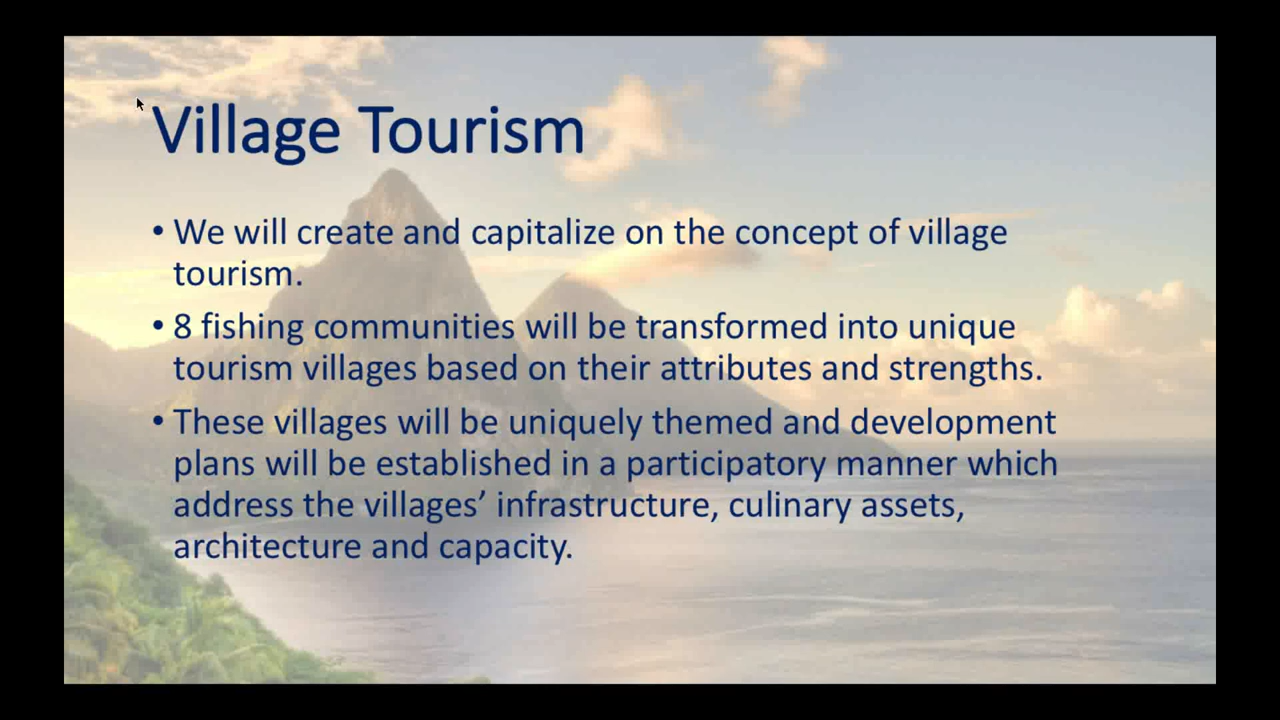 Village Tourism
• We will create and capitalize on the concept of village
tourism.
• 8 fishing communities will be transformed into unique
tourism villages based on their attributes and strengths.
• These villages will be uniquely themed and development
plans will be established in a participatory manner which
address the villages’ infrastructure, culinary assets,
architecture and capacity.